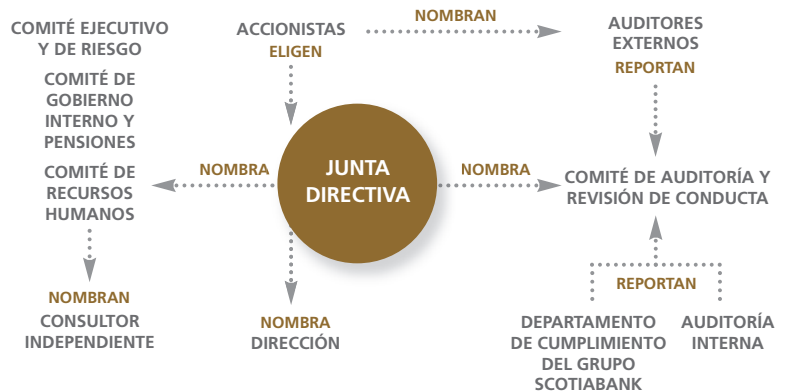 COMITÉ EJECUTIVO
Y DE RIESGO
COMITÉ DE
GOBIERNO
INTERNO Y
PENSIONES
COMITÉ DE
RECURSOS
HUMANOS
NOMBRAN
CONSULTOR
INDEPENDIENTE
ACCIONISTAS
ELIGEN
NOMBRAN
AUDITORES
EXTERNOS
REPORTAN
NOMBRA
JUNTA
DIRECTIVA
NOMBRA
COMITÉ DE AUDITORÍA Y
REVISIÓN DE CONDUCTA
NOMBRA
DIRECCIÓN
REPORTAN
DEPARTAMENTO
DE CUMPLIMIENTO
DEL GRUPO
SCOTIABANK
AUDITORÍA
INTERNA